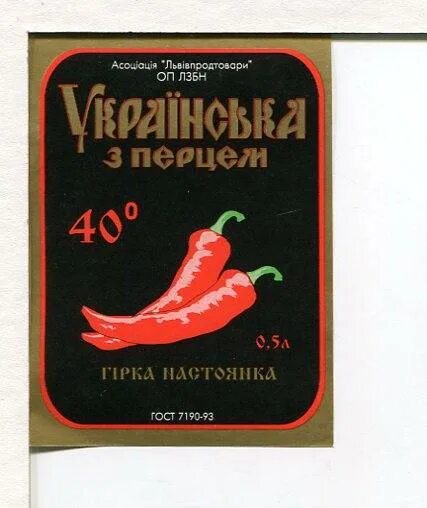 Асоціація "Львівпродтовари"
ОП ЛЗБН
Українська
з перцем
40°
0,5л
гірка настоянка
ГОСТ 7190-93